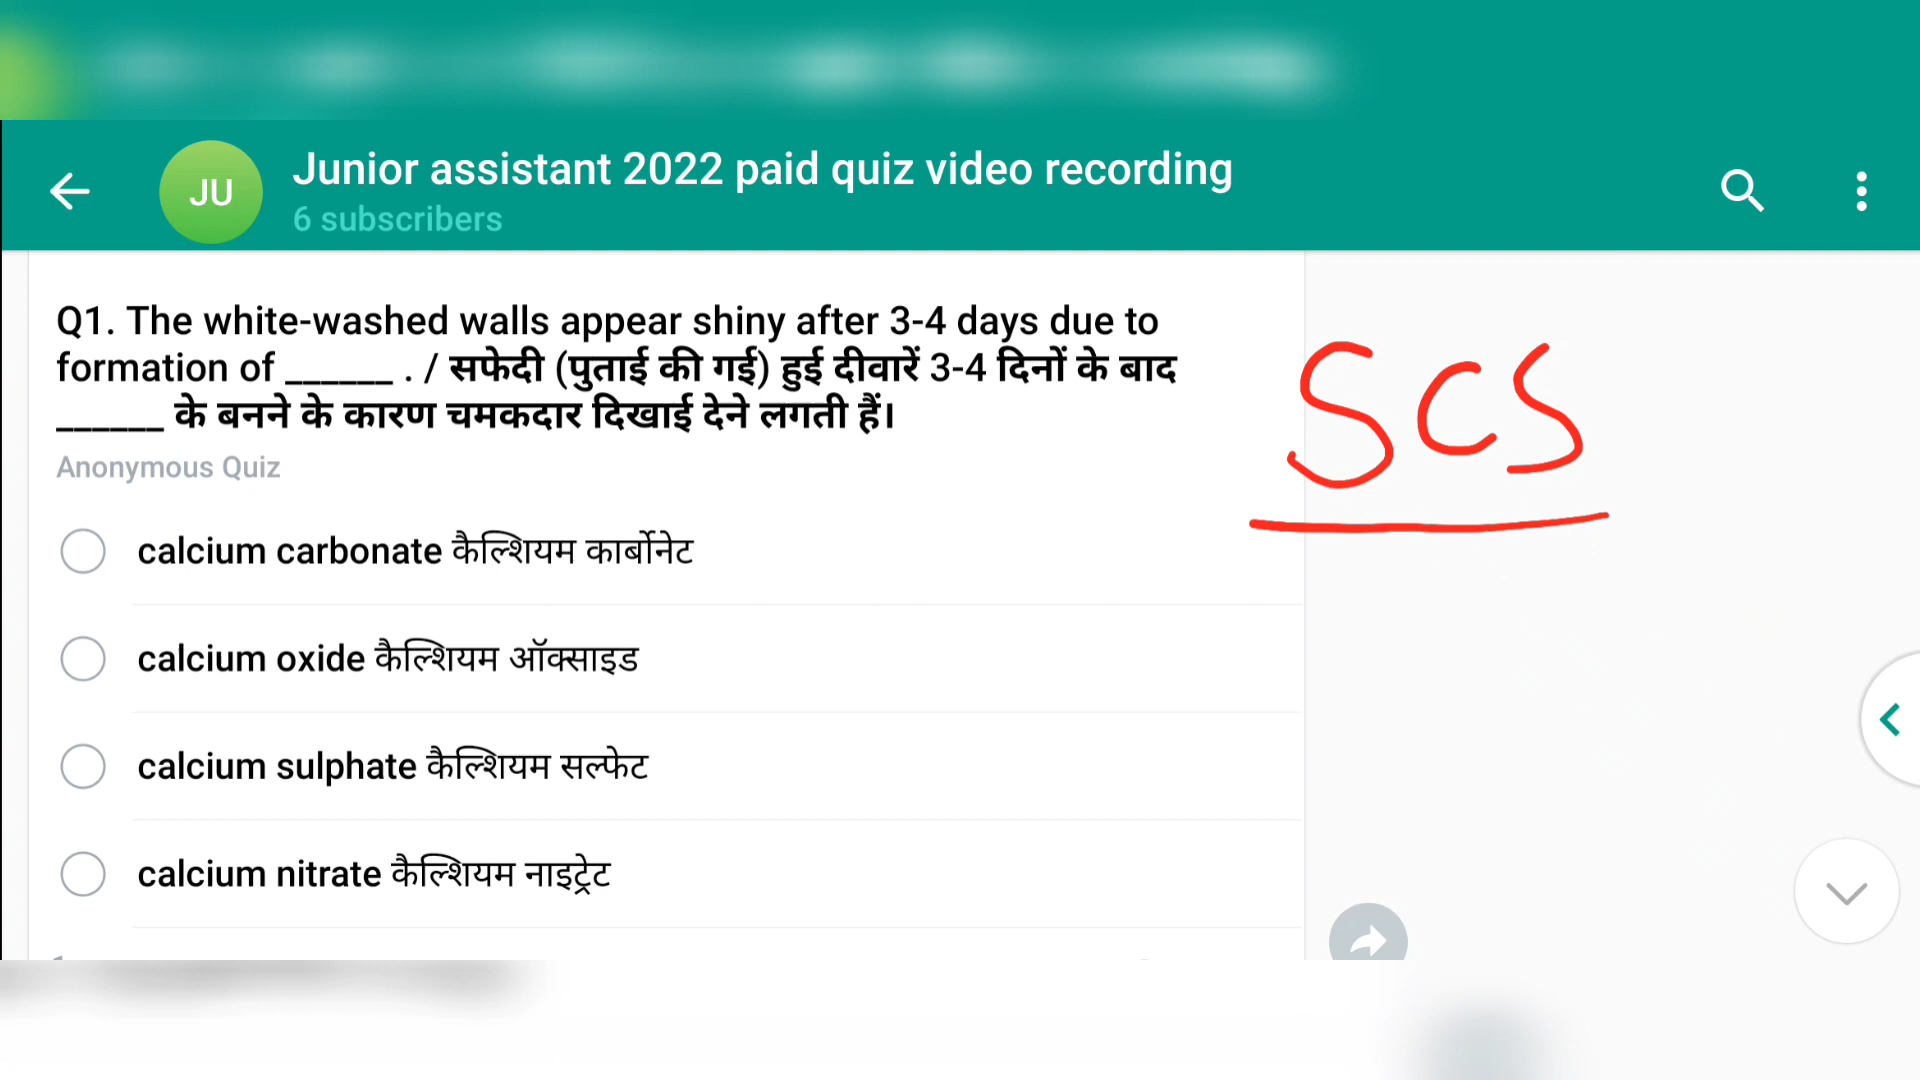 JU
Junior assistant 2022 paid quiz video recording
6 subscribers
Q1. The white-washed walls appear shiny after 3-4 days due to
formation of ______ . / सफेदी (पुताई की गई) हुई दीवारें 3-4 दिनों के बाद
______ के बनने के कारण चमकदार दिखाई देने लगती हैं।
SCS
Anonymous Quiz
calcium carbonate कैल्शियम कार्बोनेट
calcium oxide कैल्शियम ऑक्साइड
calcium sulphate कैल्शियम सल्फेट
calcium nitrate कैल्शियम नाइट्रेट